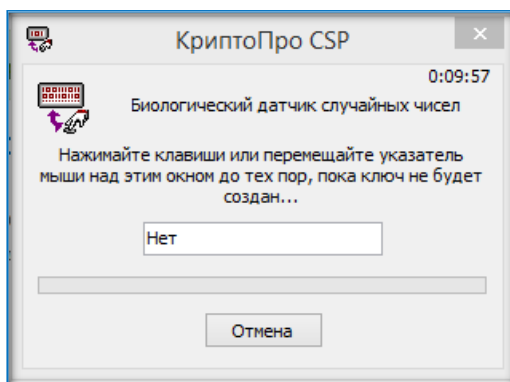 КриптоПро CSP
0:09:57
Биологический датчик случайных чисел
Нажимайте клавиши или перемещайте указатель
мыши над этим окном до тех пор, пока ключ не будет
создан...
Нет
Отмена